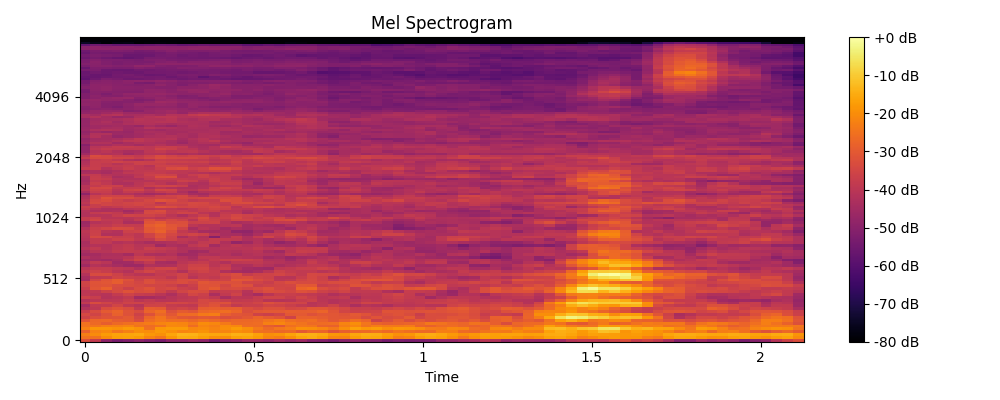 Mel Spectrogram
Hz
4096
2048
1024
512
0
0 0.5 1 1.5 2
Time
+0 dB
-10 dB
-20 dB
-30 dB
-40 dB
-50 dB
-60 dB
-70 dB
-80 dB